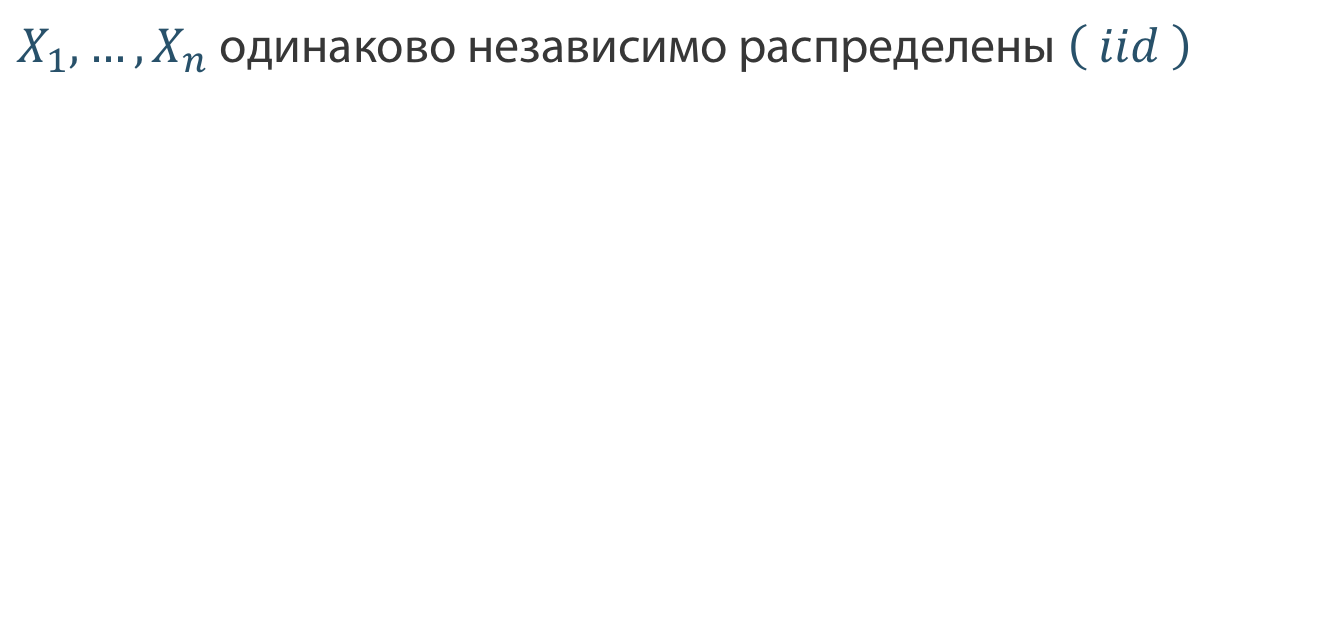 X₁, … , Xₙ одинаково независимо распределены ( iid )